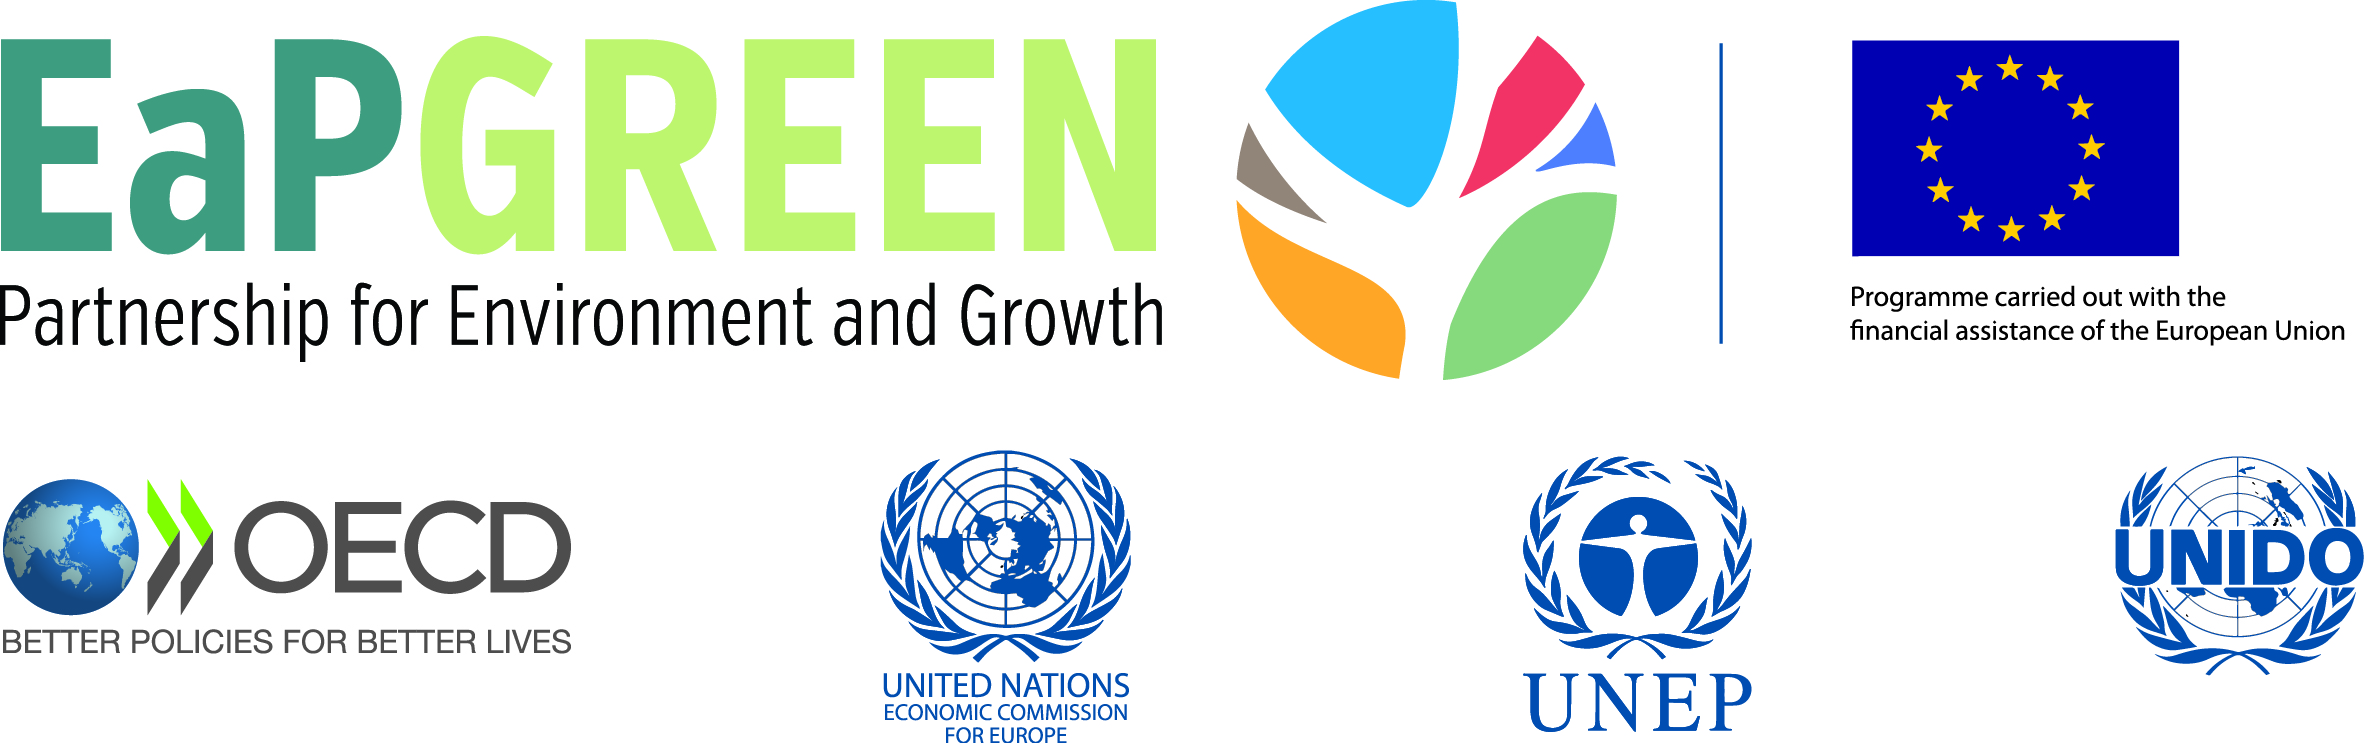 EaPGREEN
Partnership for Environment and Growth
Programme carried out with the
financial assistance of the European Union
OECD
BETTER POLICIES FOR BETTER LIVES
UNITED NATIONS
ECONOMIC COMMISSION
FOR EUROPE
UNEP
UNIDO